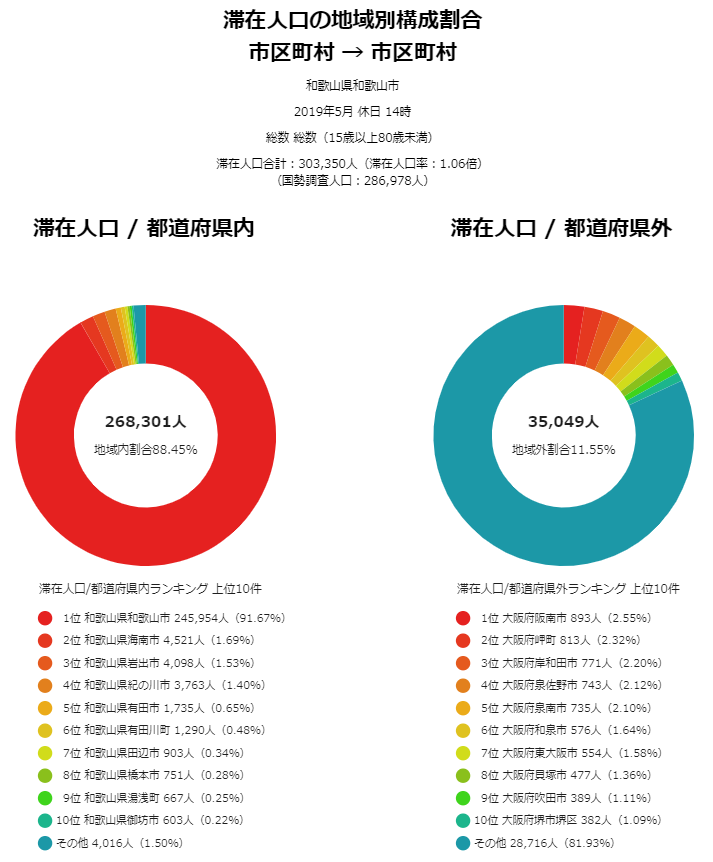 滞在人口の地域別構成割合
市区町村 → 市区町村
和歌山県和歌山市
2019年5月 休日 14時
総数 総数（15歳以上80歳未満）
滞在人口合計：303,350人（滞在人口率：1.06倍）
（国勢調査人口：286,978人）
滞在人口 / 都道府県内
268,301人
地域内割合88.45%
滞在人口/都道府県内ランキング 上位10件
1位 和歌山県和歌山市 245,954人（91.67%）
2位 和歌山県海南市 4,521人（1.69%）
3位 和歌山県岩出市 4,098人（1.53%）
4位 和歌山県紀の川市 3,763人（1.40%）
5位 和歌山県有田市 1,735人（0.65%）
6位 和歌山県有田川町 1,290人（0.48%）
7位 和歌山県田辺市 903人（0.34%）
8位 和歌山県橋本市 751人（0.28%）
9位 和歌山県湯浅町 667人（0.25%）
10位 和歌山県御坊市 603人（0.22%）
その他 4,016人（1.50%）
滞在人口 / 都道府県外
35,049人
地域外割合11.55%
滞在人口/都道府県外ランキング 上位10件
1位 大阪府阪南市 893人（2.55%）
2位 大阪府岬町 813人（2.32%）
3位 大阪府岸和田市 771人（2.20%）
4位 大阪府泉佐野市 743人（2.12%）
5位 大阪府泉南市 735人（2.10%）
6位 大阪府和泉市 576人（1.64%）
7位 大阪府東大阪市 554人（1.58%）
8位 大阪府貝塚市 477人（1.36%）
9位 大阪府吹田市 389人（1.11%）
10位 大阪府堺市堺区 382人（1.09%）
その他 28,716人（81.93%）